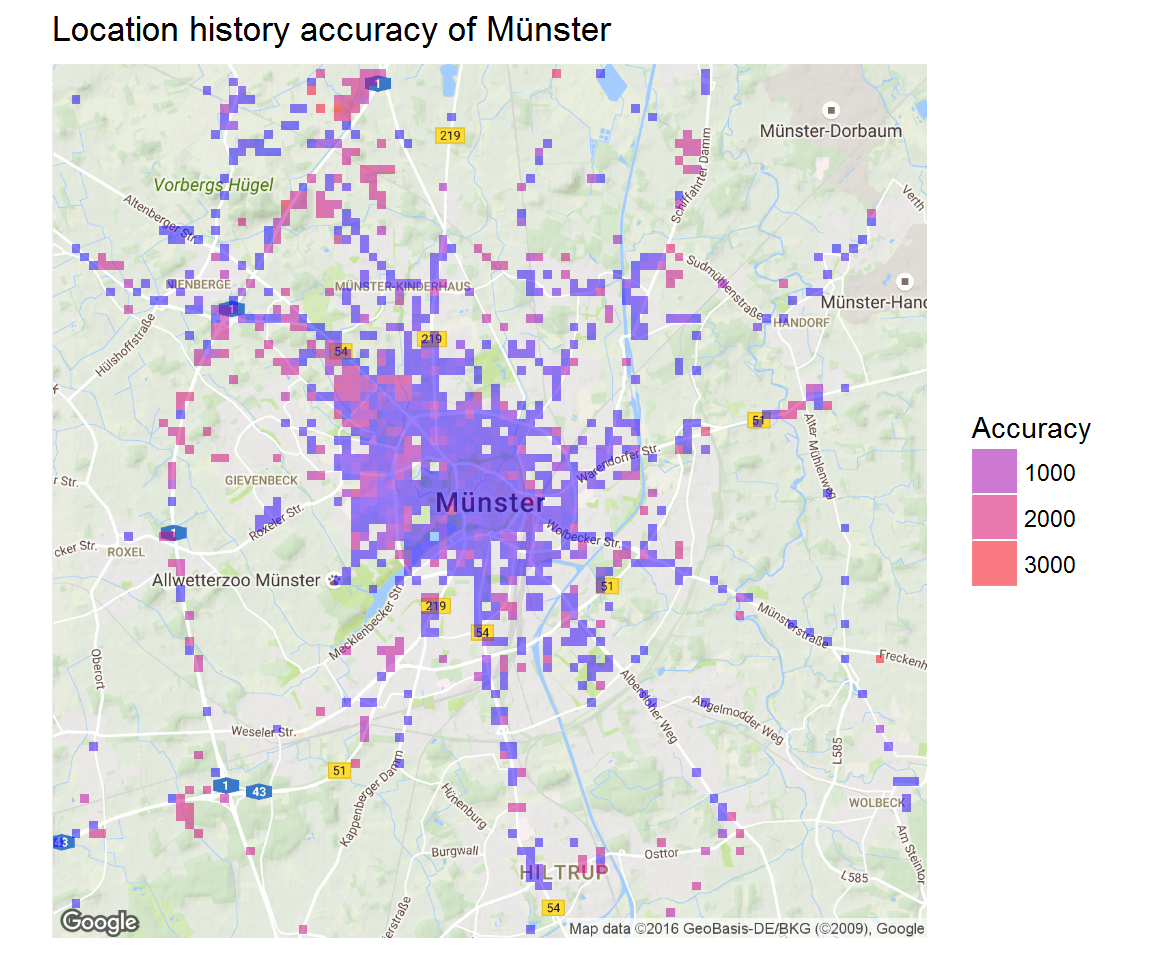 Location history accuracy of Münster
1
219
Münster-Dorbaum
Schiffahrter Damm
Vorbergs Hügel
Verth
Altenberger Str.
Sudmühlenstraße
NIENBERGE
MÜNSTER-KINDERHAUS
Münster-Hand
1
HANDORF
Hülshoffstraße
219
54
51
Accuracy
Alter Mühlenweg
Warendorfer Str.
1000
r Str.
GIEVENBECK
Münster
2000
Roxeler Str.
1
Wolbecker Str.
cker Str.
ROXEL
3000
Allwetterzoo Münster
51
219
Mecklenbecker Str.
54
Münsterstraße
Oberort
Freckenh
Albersloher Weg
Angelmodder Weg
Weseler Str.
L585
51
1
43
Kappenberger Damm
Hünenburg
WOLBECK
43
Am Steintor
Burgwall
Osttor
HILTRUP
L585
54
erstraße
Google
Map data ©2016 GeoBasis-DE/BKG (©2009), Google